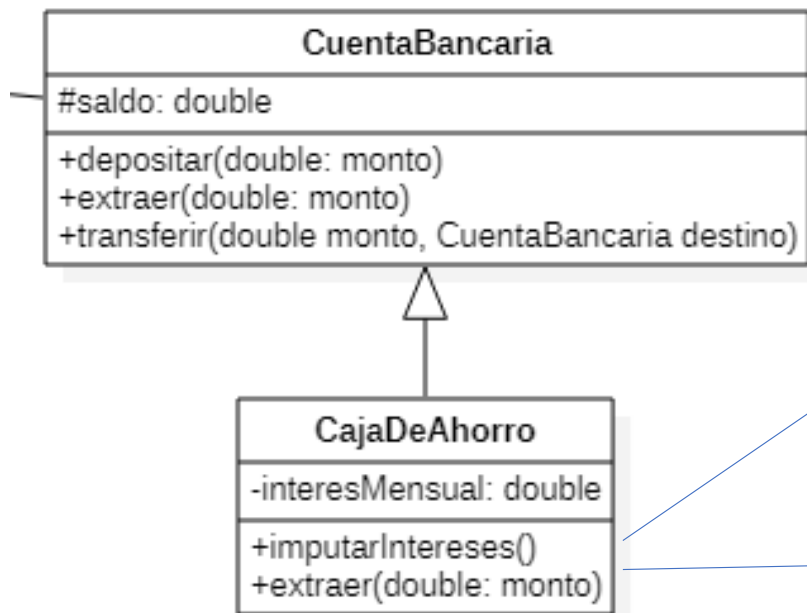 CuentaBancaria
#saldo: double
+depositar(double: monto)
+extraer(double: monto)
+transferir(double monto, CuentaBancaria destino)
CajaDeAhorro
-interesMensual: double
+imputarIntereses()
+extraer(double: monto)